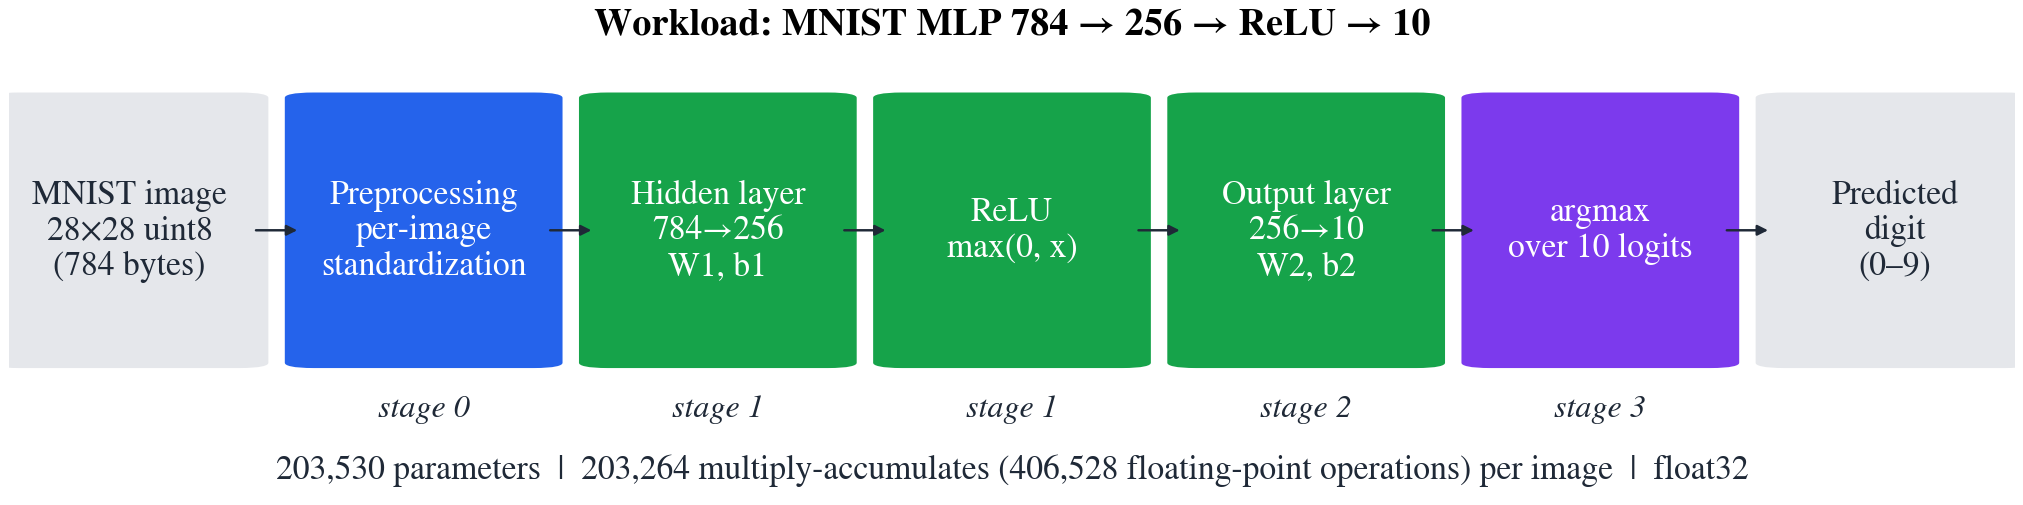 Workload: MNIST MLP 784 → 256 → ReLU → 10
MNIST image
28×28 uint8
(784 bytes)
Preprocessing
per-image
standardization
Hidden layer
784→256
W1, b1
ReLU
max(0, x)
Output layer
256→10
W2, b2
argmax
over 10 logits
Predicted
digit
(0–9)
stage 0
stage 1
stage 1
stage 2
stage 3
203,530 parameters | 203,264 multiply-accumulates (406,528 floating-point operations) per image | float32